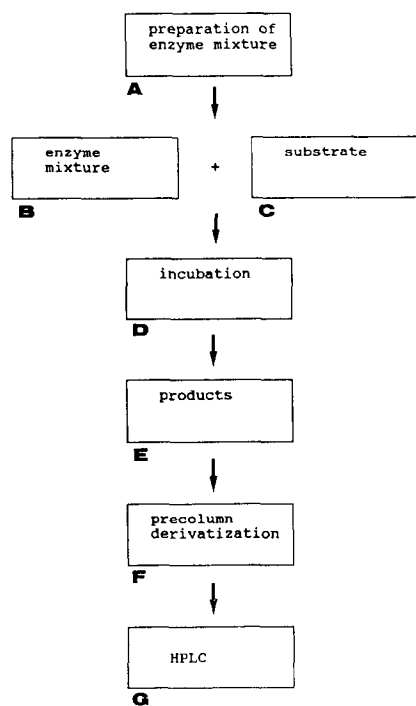 preparation of
enzyme mixture
A
enzyme
mixture
+
substrate
B
C
incubation
D
products
E
precolumn
derivatization
F
HPLC
G